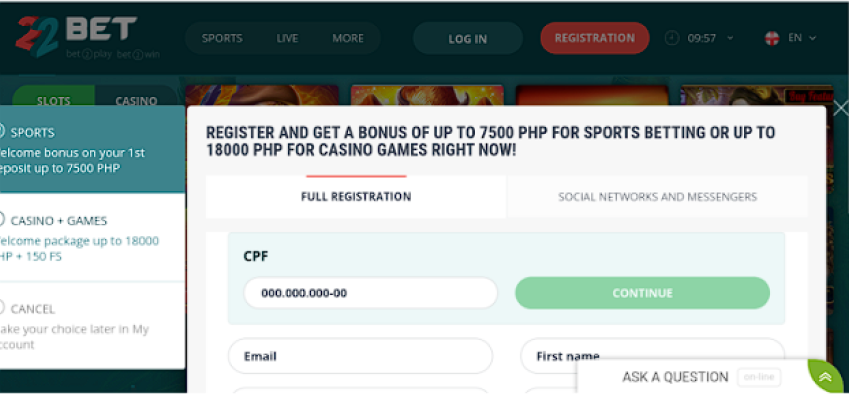 22BET
bet@play bet@win
SPORTS
LIVE
MORE
LOG IN
REGISTRATION
09:57
EN
SLOTS
CASINO
SPORTS
elcome bonus on your 1st
eposit up to 7500 PHP
CASINO + GAMES
elcome package up to 18000
HP + 150 FS
CANCEL
ake your choice later in My
ccount
REGISTER AND GET A BONUS OF UP TO 7500 PHP FOR SPORTS BETTING OR UP TO
18000 PHP FOR CASINO GAMES RIGHT NOW!
FULL REGISTRATION
SOCIAL NETWORKS AND MESSENGERS
CPF
000.000.000-00
CONTINUE
Email
First name
ASK A QUESTION
on-line